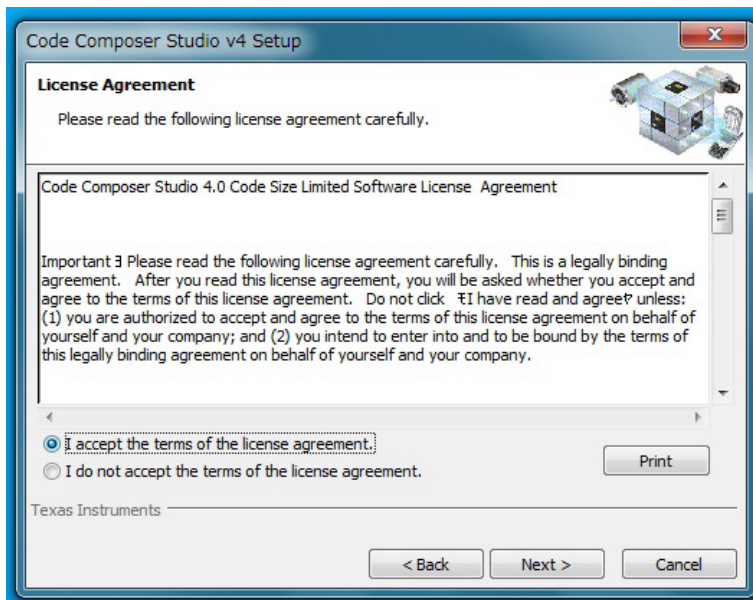 Code Composer Studio v4 Setup
License Agreement
Please read the following license agreement carefully.
Code Composer Studio 4.0 Code Size Limited Software License Agreement
Important ∃ Please read the following license agreement carefully. This is a legally binding
agreement. After you read this license agreement, you will be asked whether you accept and
agree to the terms of this license agreement. Do not click I have read and agree unless:
(1) you are authorized to accept and agree to the terms of this license agreement on behalf of
yourself and your company; and (2) you intend to enter into and to be bound by the terms of
this legally binding agreement on behalf of yourself and your company.
I accept the terms of the license agreement.
I do not accept the terms of the license agreement.
Print
Texas Instruments
< Back
Next >
Cancel